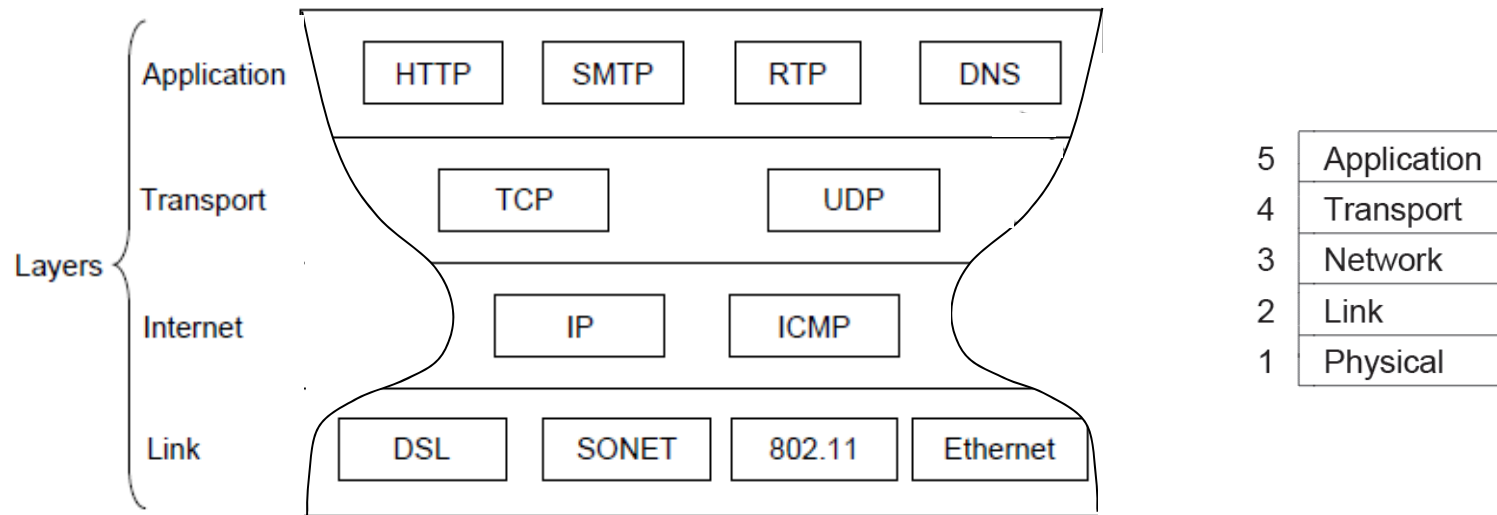 Application HTTP SMTP RTP DNS
Transport TCP UDP
Layers
Internet IP ICMP
Link DSL SONET 802.11 Ethernet
5 Application
4 Transport
3 Network
2 Link
1 Physical